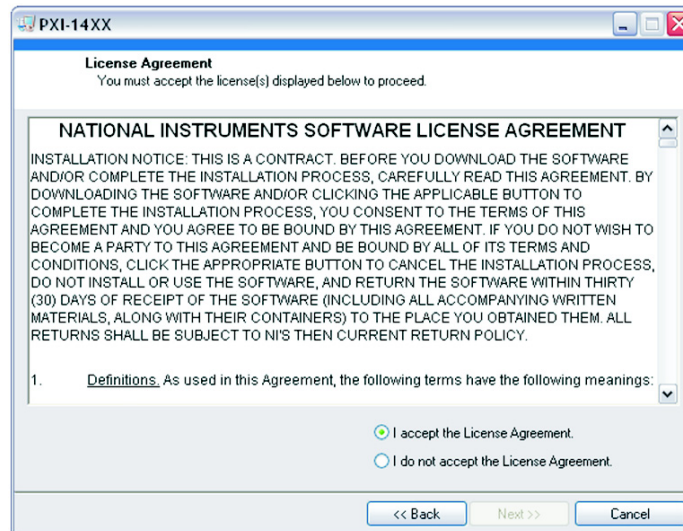 PXI-14XX
License Agreement
You must accept the license(s) displayed below to proceed.
NATIONAL INSTRUMENTS SOFTWARE LICENSE AGREEMENT
INSTALLATION NOTICE: THIS IS A CONTRACT. BEFORE YOU DOWNLOAD THE SOFTWARE
AND/OR COMPLETE THE INSTALLATION PROCESS, CAREFULLY READ THIS AGREEMENT. BY
DOWNLOADING THE SOFTWARE AND/OR CLICKING THE APPLICABLE BUTTON TO
COMPLETE THE INSTALLATION PROCESS, YOU CONSENT TO THE TERMS OF THIS
AGREEMENT AND YOU AGREE TO BE BOUND BY THIS AGREEMENT. IF YOU DO NOT WISH TO
BECOME A PARTY TO THIS AGREEMENT AND BE BOUND BY ALL OF ITS TERMS AND
CONDITIONS, CLICK THE APPROPRIATE BUTTON TO CANCEL THE INSTALLATION PROCESS,
DO NOT INSTALL OR USE THE SOFTWARE, AND RETURN THE SOFTWARE WITHIN THIRTY
(30) DAYS OF RECEIPT OF THE SOFTWARE (INCLUDING ALL ACCOMPANYING WRITTEN
MATERIALS, ALONG WITH THEIR CONTAINERS) TO THE PLACE YOU OBTAINED THEM. ALL
RETURNS SHALL BE SUBJECT TO NI'S THEN CURRENT RETURN POLICY.
1. Definitions. As used in this Agreement, the following terms have the following meanings:
I accept the License Agreement.
I do not accept the License Agreement.
<< Back Next >> Cancel